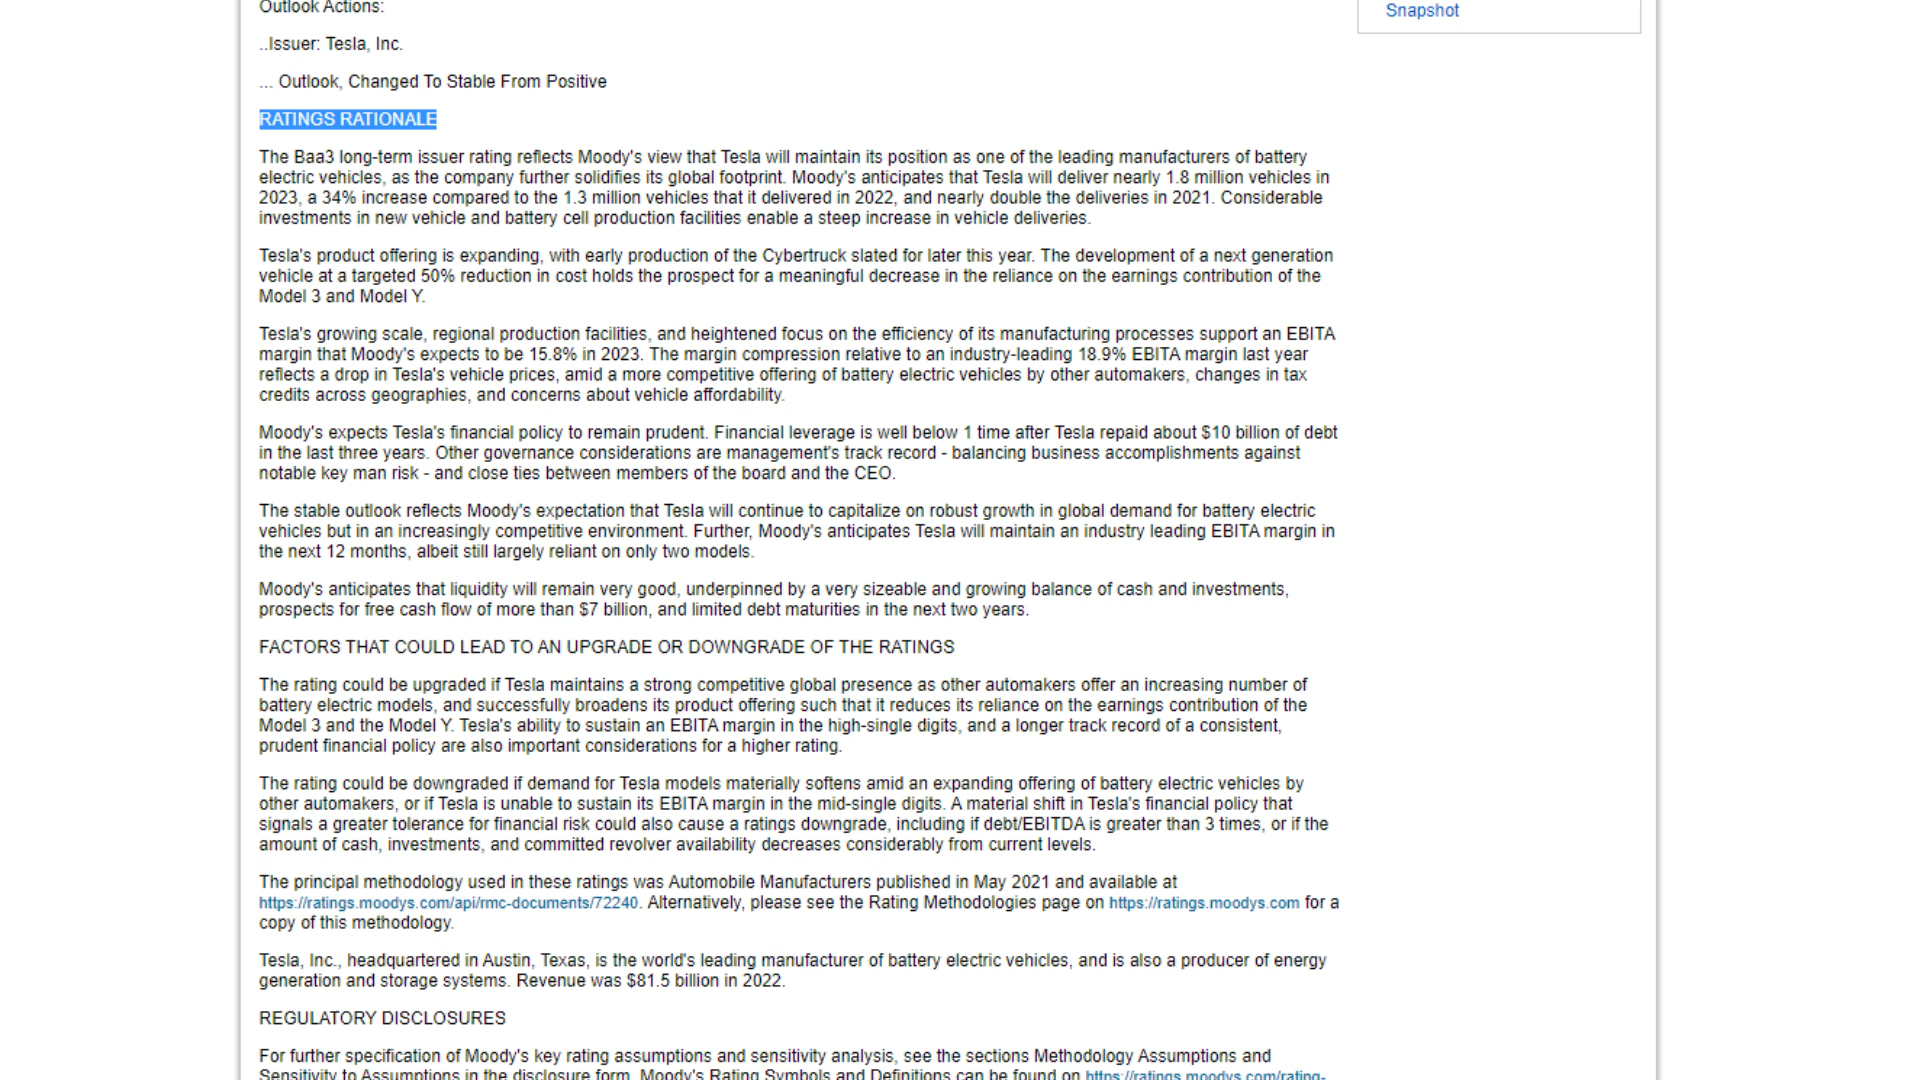 Outlook Actions:
Snapshot
..Issuer: Tesla, Inc.
... Outlook, Changed To Stable From Positive
RATINGS RATIONALE
The Baa3 long-term issuer rating reflects Moody's view that Tesla will maintain its position as one of the leading manufacturers of battery
electric vehicles, as the company further solidifies its global footprint. Moody's anticipates that Tesla will deliver nearly 1.8 million vehicles in
2023, a 34% increase compared to the 1.3 million vehicles that it delivered in 2022, and nearly double the deliveries in 2021. Considerable
investments in new vehicle and battery cell production facilities enable a steep increase in vehicle deliveries.
Tesla's product offering is expanding, with early production of the Cybertruck slated for later this year. The development of a next generation
vehicle at a targeted 50% reduction in cost holds the prospect for a meaningful decrease in the reliance on the earnings contribution of the
Model 3 and Model Y.
Tesla's growing scale, regional production facilities, and heightened focus on the efficiency of its manufacturing processes support an EBITA
margin that Moody's expects to be 15.8% in 2023. The margin compression relative to an industry-leading 18.9% EBITA margin last year
reflects a drop in Tesla's vehicle prices, amid a more competitive offering of battery electric vehicles by other automakers, changes in tax
credits across geographies, and concerns about vehicle affordability.
Moody's expects Tesla's financial policy to remain prudent. Financial leverage is well below 1 time after Tesla repaid about $10 billion of debt
in the last three years. Other governance considerations are management's track record - balancing business accomplishments against
notable key man risk - and close ties between members of the board and the CEO.
The stable outlook reflects Moody's expectation that Tesla will continue to capitalize on robust growth in global demand for battery electric
vehicles but in an increasingly competitive environment. Further, Moody's anticipates Tesla will maintain an industry leading EBITA margin in
the next 12 months, albeit still largely reliant on only two models.
Moody's anticipates that liquidity will remain very good, underpinned by a very sizeable and growing balance of cash and investments,
prospects for free cash flow of more than $7 billion, and limited debt maturities in the next two years.
FACTORS THAT COULD LEAD TO AN UPGRADE OR DOWNGRADE OF THE RATINGS
The rating could be upgraded if Tesla maintains a strong competitive global presence as other automakers offer an increasing number of
battery electric models, and successfully broadens its product offering such that it reduces its reliance on the earnings contribution of the
Model 3 and the Model Y. Tesla's ability to sustain an EBITA margin in the high-single digits, and a longer track record of a consistent,
prudent financial policy are also important considerations for a higher rating.
The rating could be downgraded if demand for Tesla models materially softens amid an expanding offering of battery electric vehicles by
other automakers, or if Tesla is unable to sustain its EBITA margin in the mid-single digits. A material shift in Tesla's financial policy that
signals a greater tolerance for financial risk could also cause a ratings downgrade, including if debt/EBITDA is greater than 3 times, or if the
amount of cash, investments, and committed revolver availability decreases considerably from current levels.
The principal methodology used in these ratings was Automobile Manufacturers published in May 2021 and available at
https://ratings.moodys.com/api/rmc-documents/72240. Alternatively, please see the Rating Methodologies page on https://ratings.moodys.com for a
copy of this methodology.
Tesla, Inc., headquartered in Austin, Texas, is the world's leading manufacturer of battery electric vehicles, and is also a producer of energy
generation and storage systems. Revenue was $81.5 billion in 2022.
REGULATORY DISCLOSURES
For further specification of Moody's key rating assumptions and sensitivity analysis, see the sections Methodology Assumptions and
Sensitivity to Assumptions in the disclosure form. Moody's Rating Symbols and Definitions can be found on https://ratings.moodys.com/rating-